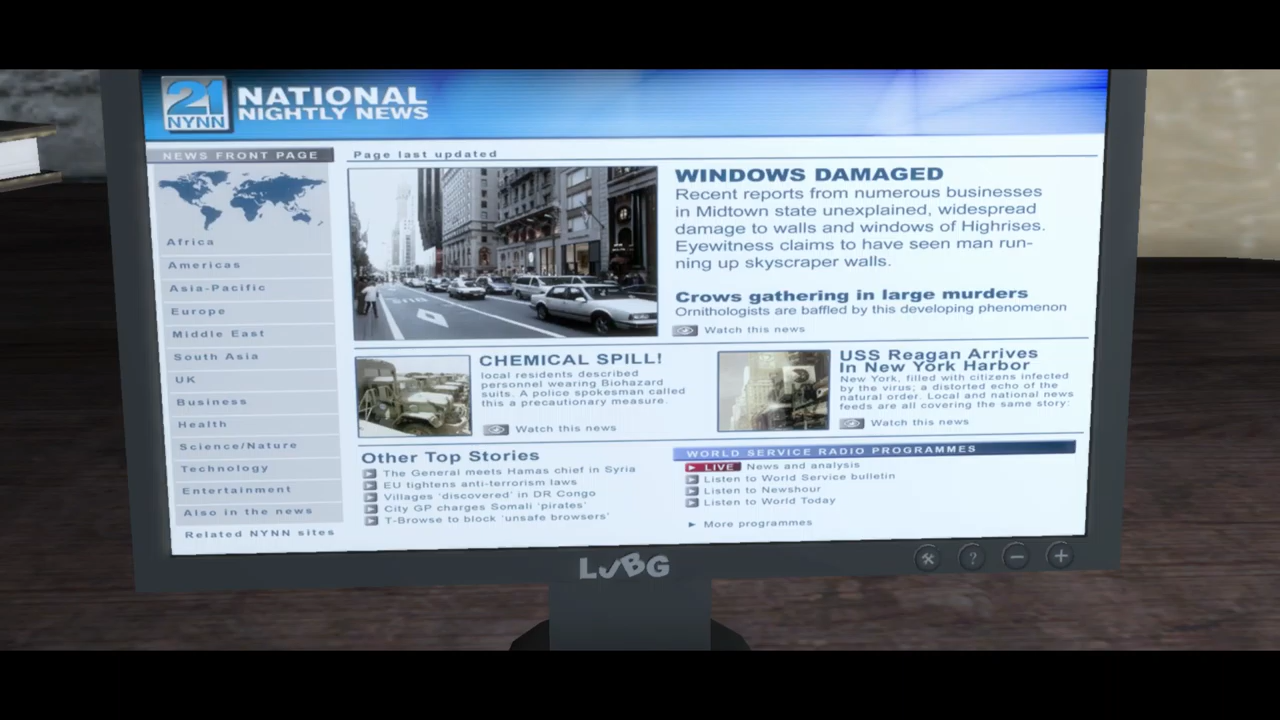 21
NYNN
NATIONAL
NIGHTLY NEWS
NEWS FRONT PAGE
Africa
Americas
Asia-Pacific
Europe
Middle East
South Asia
UK
Business
Health
Science/Nature
Technology
Entertainment
Also in the news
Related NYNN sites
Page last updated
WINDOWS DAMAGED
Recent reports from numerous businesses
in Midtown state unexplained, widespread
damage to walls and windows of Highrises.
Eyewitness claims to have seen man run-
ning up skyscraper walls.
Crows gathering in large murders
Ornithologists are baffled by this developing phenomenon
Watch this news
CHEMICAL SPILL!
local residents described
personnel wearing Biohazard
suits. A police spokesman called
this a precautionary measure.
Watch this news
USS Reagan Arrives
In New York Harbor
New York, filled with citizens infected
by the virus; a distorted echo of the
natural order. Local and national news
feeds are all covering the same story:
Watch this news
Other Top Stories
The General meets Hamas chief in Syria
EU tightens anti-terrorism laws
Villages 'discovered' in DR Congo
City GP charges Somali 'pirates'
T-Browse to block 'unsafe browsers'
WORLD SERVICE RADIO PROGRAMMES
LIVE News and analysis
Listen to World Service bulletin
Listen to Newshour
Listen to World Today
More programmes
LJBG
? − +